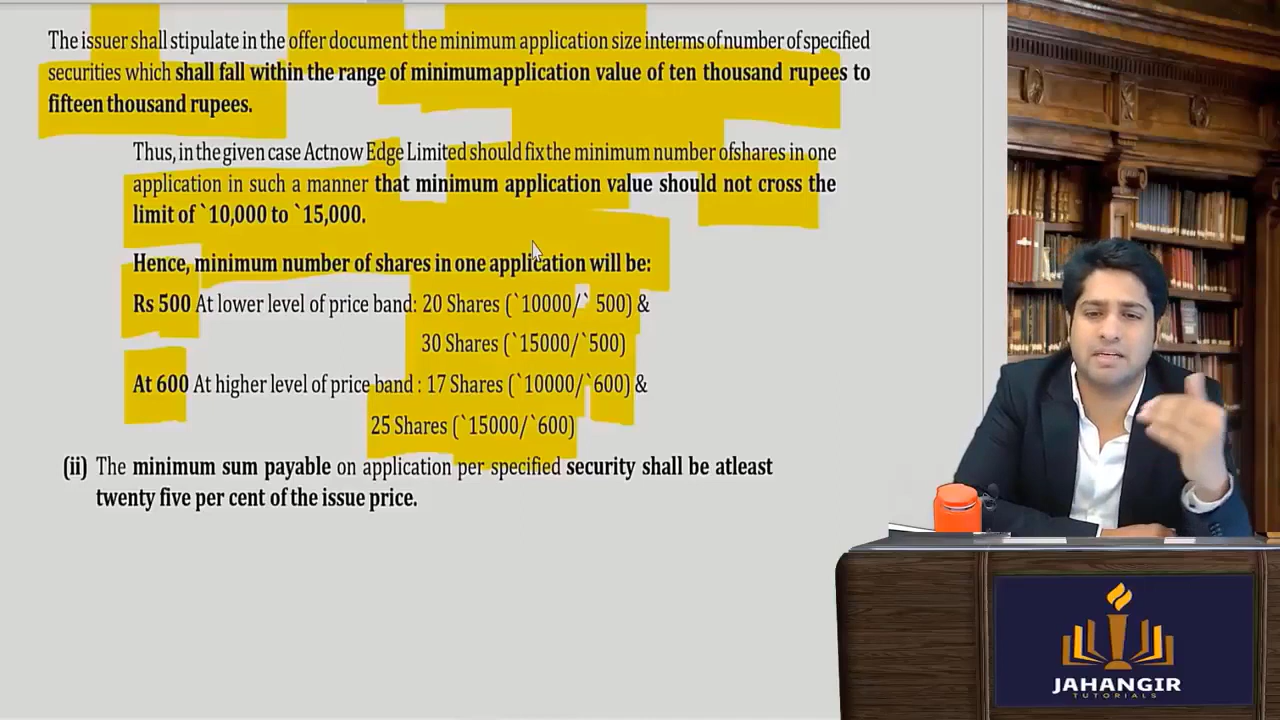 The issuer shall stipulate in the offer document the minimum application size interms of number of specified
securities which shall fall within the range of minimumapplication value of ten thousand rupees to
fifteen thousand rupees.
Thus, in the given case Actnow Edge Limited should fix the minimum number ofshares in one
application in such a manner that minimum application value should not cross the
limit of `10,000 to `15,000.
Hence, minimum number of shares in one application will be:
Rs 500 At lower level of price band: 20 Shares (`10000/` 500) &
30 Shares (`15000/`500)
At 600 At higher level of price band : 17 Shares (`10000/`600) &
25 Shares (`15000/`600)
(ii) The minimum sum payable on application per specified security shall be atleast
twenty five per cent of the issue price.
JAHANGIR
TUTORIALS